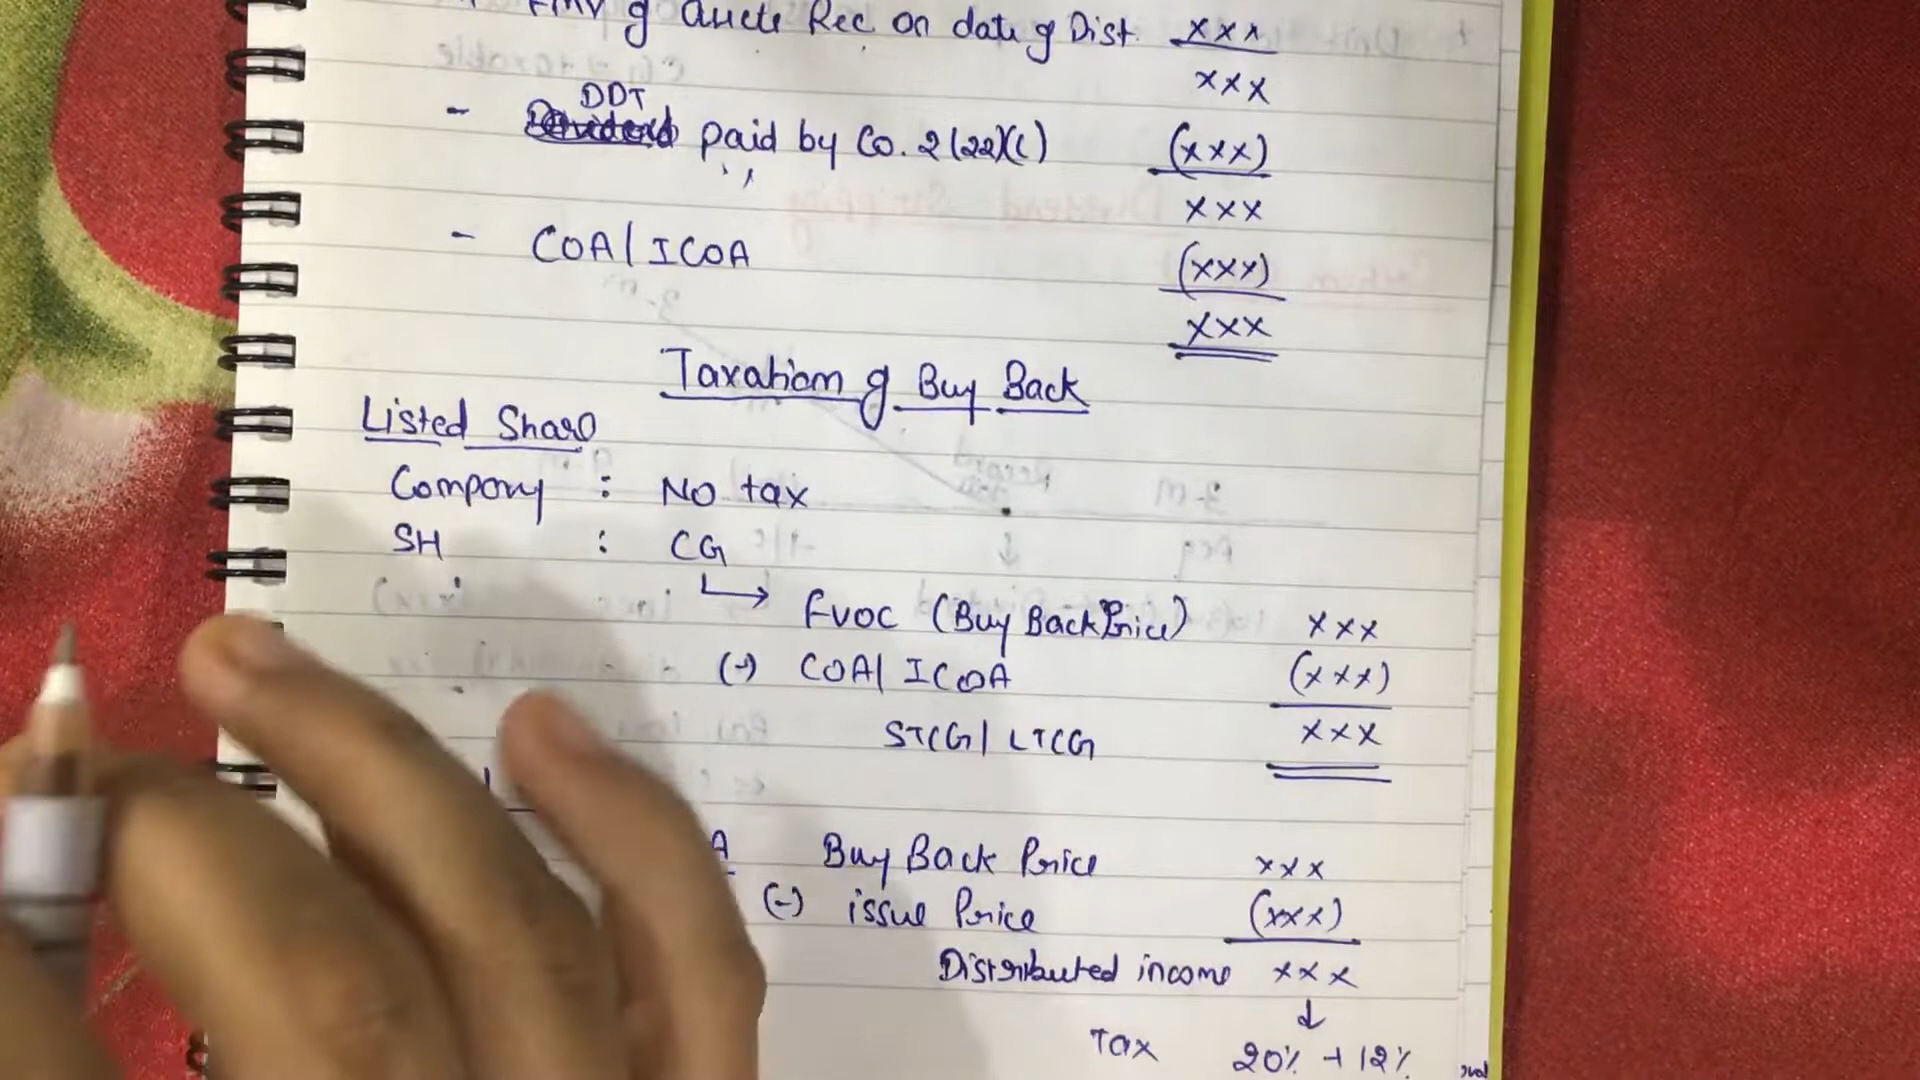 FMV of Auctu Rec on date of Dist. xxx
xxx
DDT
- paid by Co. 2(22)(c) (xxx)
xxx
- COA/ICOA (xxx)
xxx
Taxation of Buy Back
Listed Share
Company : No tax
SH : CG
→ FVOC (Buy Back Price) xxx
(-) COA/ICOA (xxx)
STCG/LTCG xxx
A Buy Back Price xxx
(-) issue Price (xxx)
Distributed income xxx
↓
Tax 20% + 12%